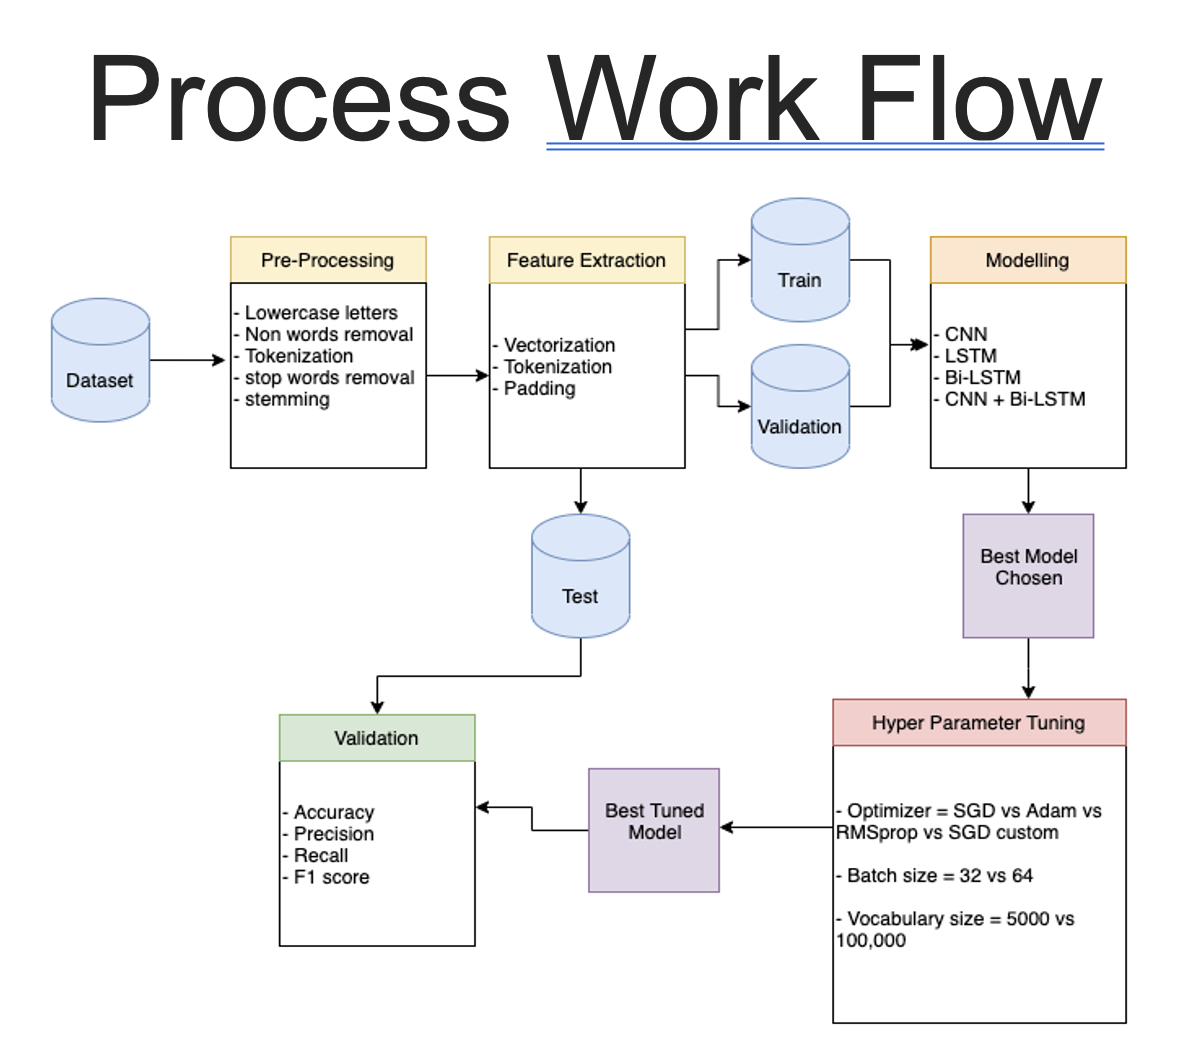 Process Work Flow
Dataset
Pre-Processing
- Lowercase letters
- Non words removal
- Tokenization
- stop words removal
- stemming
Feature Extraction
- Vectorization
- Tokenization
- Padding
Train
Validation
Modelling
- CNN
- LSTM
- Bi-LSTM
- CNN + Bi-LSTM
Test
Best Model
Chosen
Hyper Parameter Tuning
- Optimizer = SGD vs Adam vs
RMSprop vs SGD custom
- Batch size = 32 vs 64
- Vocabulary size = 5000 vs
100,000
Best Tuned
Model
Validation
- Accuracy
- Precision
- Recall
- F1 score